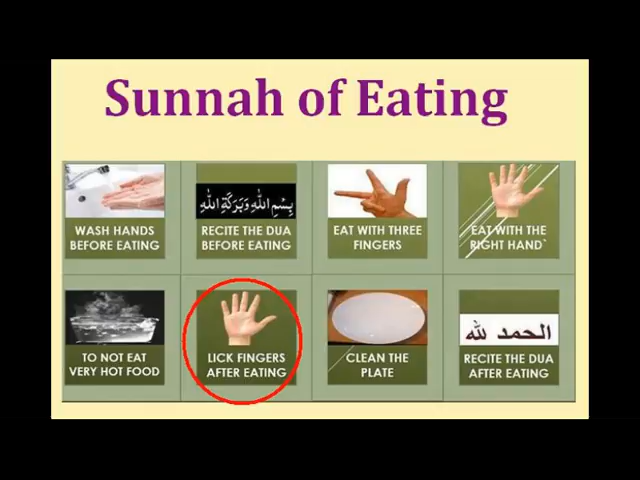 Sunnah of Eating
WASH HANDS
BEFORE EATING
بِسْمِ اللهِ وَبَرَكَةِ اللهِ
RECITE THE DUA
BEFORE EATING
EAT WITH THREE
FINGERS
EAT WITH THE
RIGHT HAND`
TO NOT EAT
VERY HOT FOOD
LICK FINGERS
AFTER EATING
CLEAN THE
PLATE
الحمد لله
RECITE THE DUA
AFTER EATING